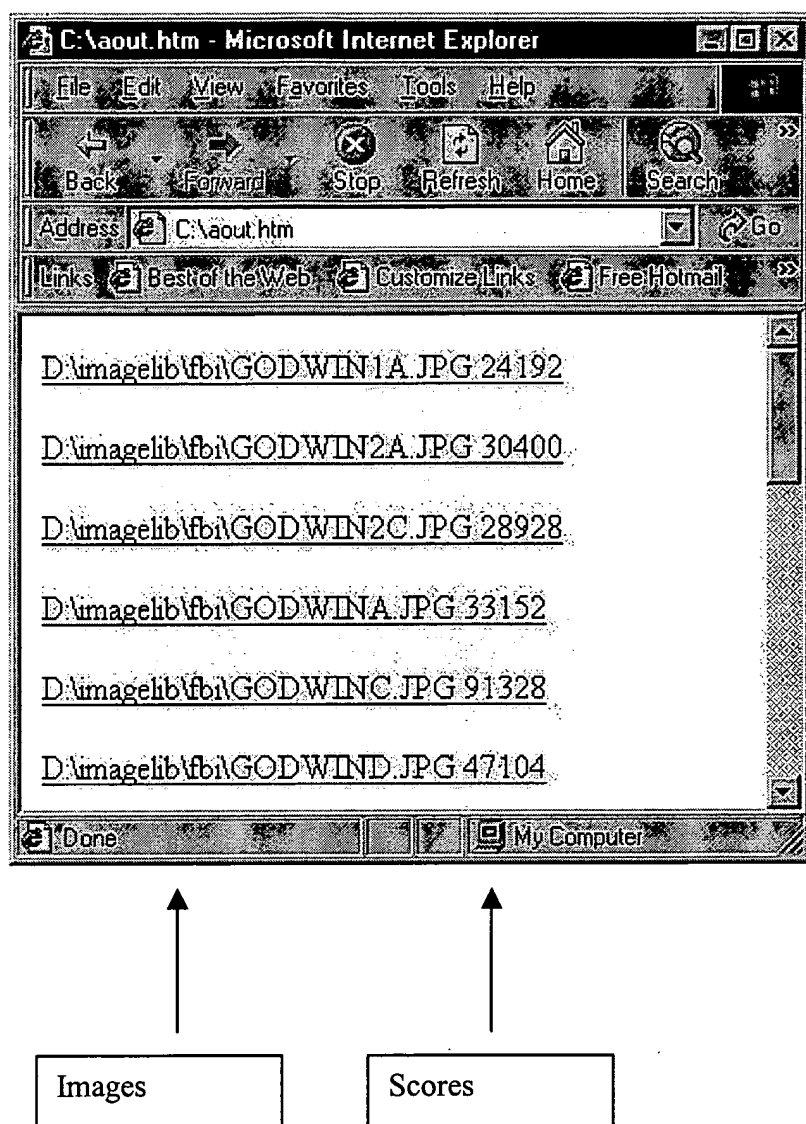 C:\aout.htm - Microsoft Internet Explorer
File Edit View Favorites Tools Help
Back Forward Stop Refresh Home Search »
Address C:\aout.htm Go
Links Best of the Web Customize Links Free Hotmail »
D:\imagelib\fbi\GODWIN1A.JPG 24192
D:\imagelib\fbi\GODWIN2A.JPG 30400
D:\imagelib\fbi\GODWIN2C.JPG 28928
D:\imagelib\fbi\GODWINA.JPG 33152
D:\imagelib\fbi\GODWINC.JPG 91328
D:\imagelib\fbi\GODWIND.JPG 47104
Done My Computer
Images Scores